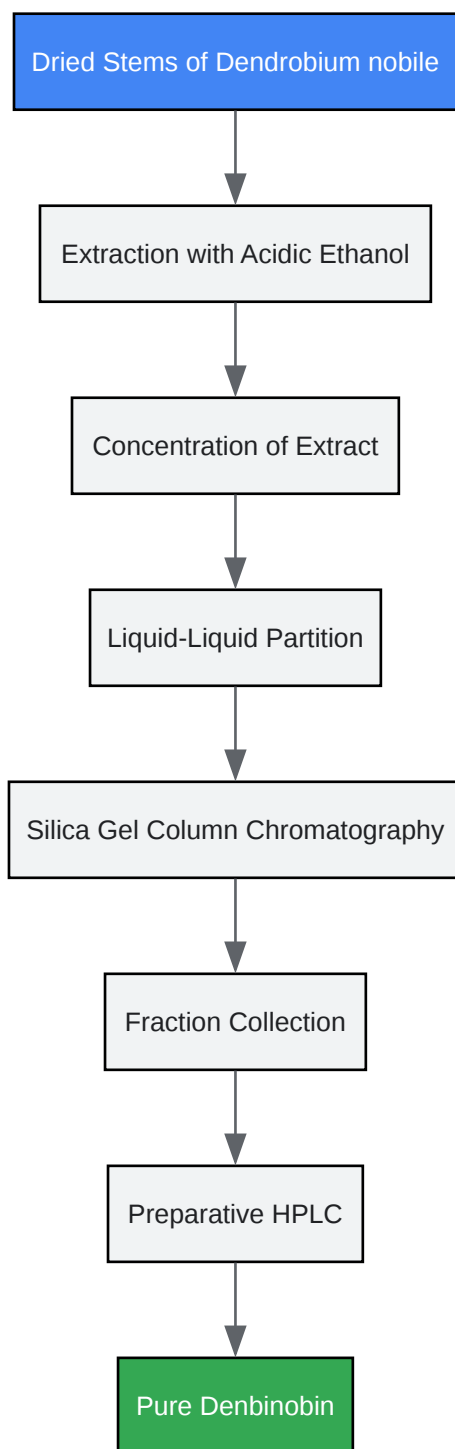 Dried Stems of Dendrobium nobile
Extraction with Acidic Ethanol
Concentration of Extract
Liquid-Liquid Partition
Silica Gel Column Chromatography
Fraction Collection
Preparative HPLC
Pure Denbinobin